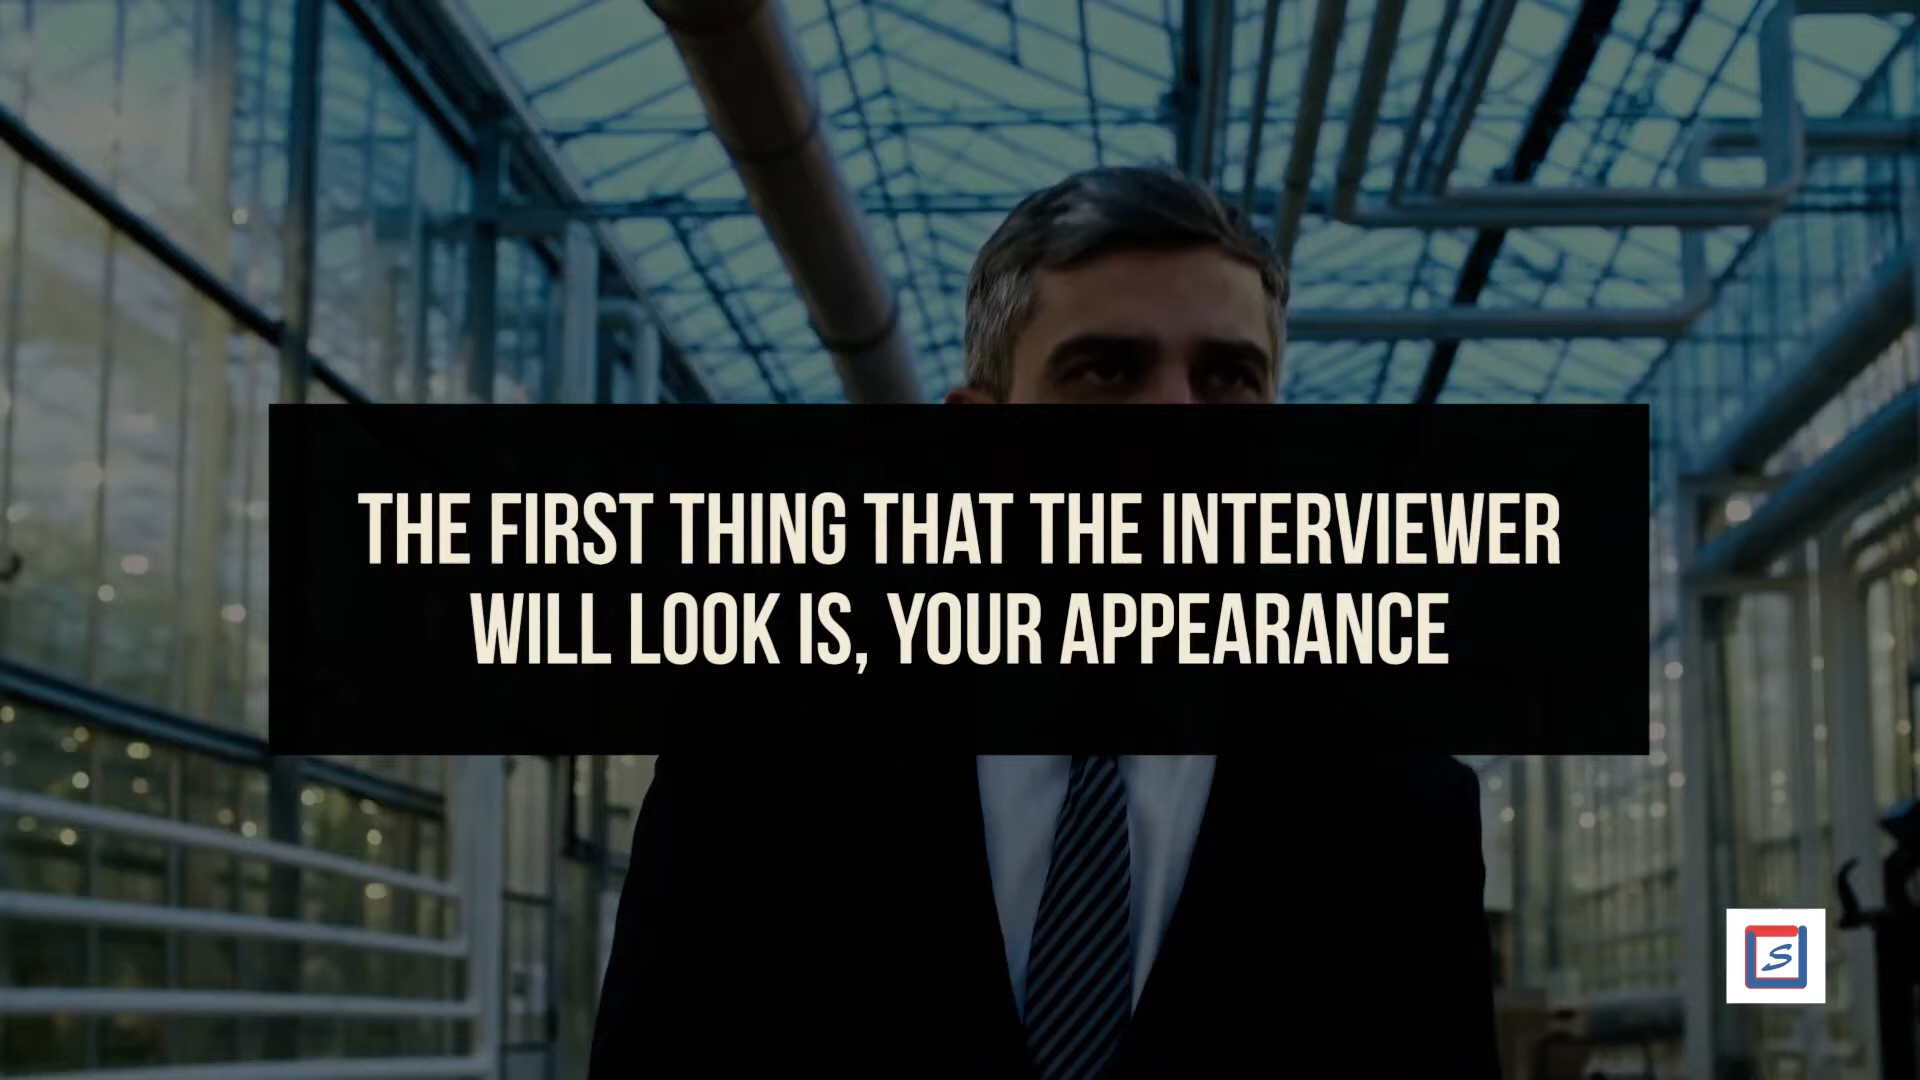 THE FIRST THING THAT THE INTERVIEWER
WILL LOOK IS, YOUR APPEARANCE
S